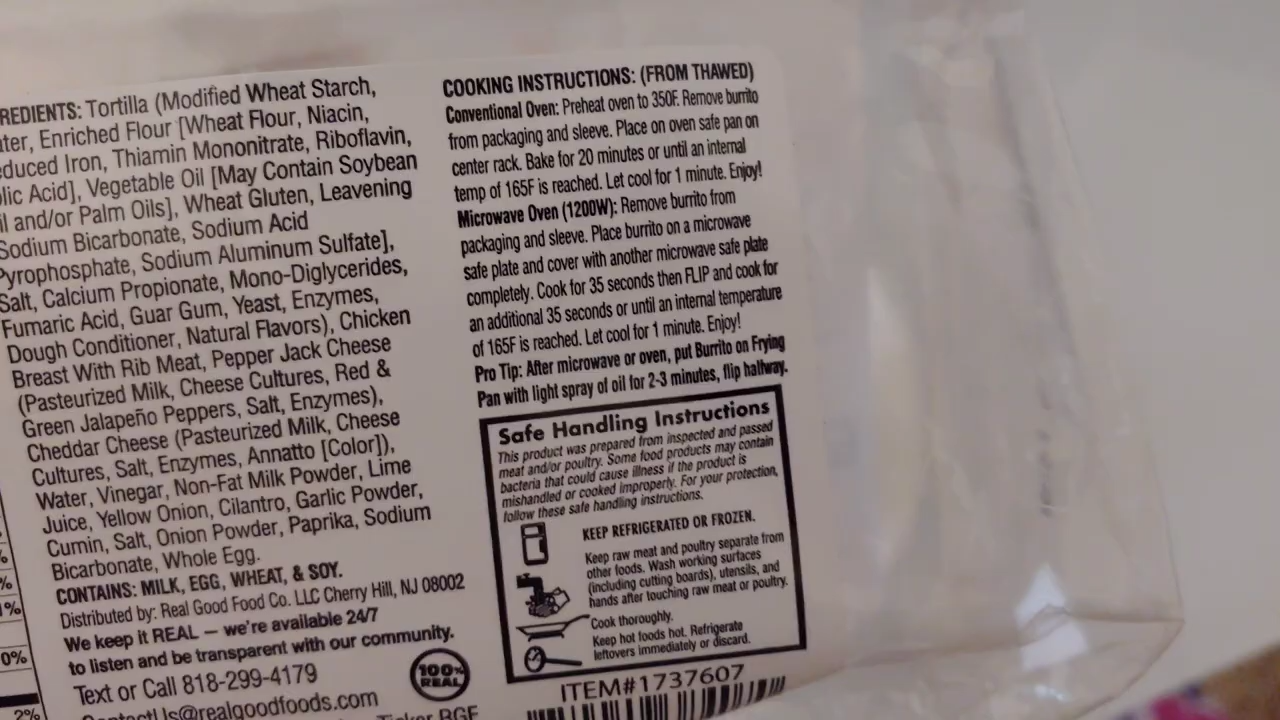 REDIENTS: Tortilla (Modified Wheat Starch,
ater, Enriched Flour [Wheat Flour, Niacin,
educed Iron, Thiamin Mononitrate, Riboflavin,
lic Acid], Vegetable Oil [May Contain Soybean
il and/or Palm Oils], Wheat Gluten, Leavening
Sodium Bicarbonate, Sodium Acid
Pyrophosphate, Sodium Aluminum Sulfate],
Salt, Calcium Propionate, Mono-Diglycerides,
Fumaric Acid, Guar Gum, Yeast, Enzymes,
Dough Conditioner, Natural Flavors), Chicken
Breast With Rib Meat, Pepper Jack Cheese
(Pasteurized Milk, Cheese Cultures, Red &
Green Jalapeño Peppers, Salt, Enzymes),
Cheddar Cheese (Pasteurized Milk, Cheese
Cultures, Salt, Enzymes, Annatto [Color]),
Water, Vinegar, Non-Fat Milk Powder, Lime
Juice, Yellow Onion, Cilantro, Garlic Powder,
Cumin, Salt, Onion Powder, Paprika, Sodium
Bicarbonate, Whole Egg.
CONTAINS: MILK, EGG, WHEAT, & SOY.
Distributed by: Real Good Food Co. LLC Cherry Hill, NJ 08002
We keep it REAL – we're available 24/7
to listen and be transparent with our community.
Text or Call 818-299-4179
ContactUs@realgoodfoods.com
Ticker RGF
100%
REAL
%
%
1%
0%
2%
COOKING INSTRUCTIONS: (FROM THAWED)
Conventional Oven: Preheat oven to 350F. Remove burrito
from packaging and sleeve. Place on oven safe pan on
center rack. Bake for 20 minutes or until an internal
temp of 165F is reached. Let cool for 1 minute. Enjoy!
Microwave Oven (1200W): Remove burrito from
packaging and sleeve. Place burrito on a microwave
safe plate and cover with another microwave safe plate
completely. Cook for 35 seconds then FLIP and cook for
an additional 35 seconds or until an internal temperature
of 165F is reached. Let cool for 1 minute. Enjoy!
Pro Tip: After microwave or oven, put Burrito on Frying
Pan with light spray of oil for 2-3 minutes, flip halfway.
Safe Handling Instructions
This product was prepared from inspected and passed
meat and/or poultry. Some food products may contain
bacteria that could cause illness if the product is
mishandled or cooked improperly. For your protection,
follow these safe handling instructions.
KEEP REFRIGERATED OR FROZEN.
Keep raw meat and poultry separate from
other foods. Wash working surfaces
(including cutting boards), utensils, and
hands after touching raw meat or poultry.
Cook thoroughly.
Keep hot foods hot. Refrigerate
leftovers immediately or discard.
ITEM#1737607